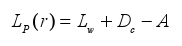 L_P(r) = L_w + D_c − A